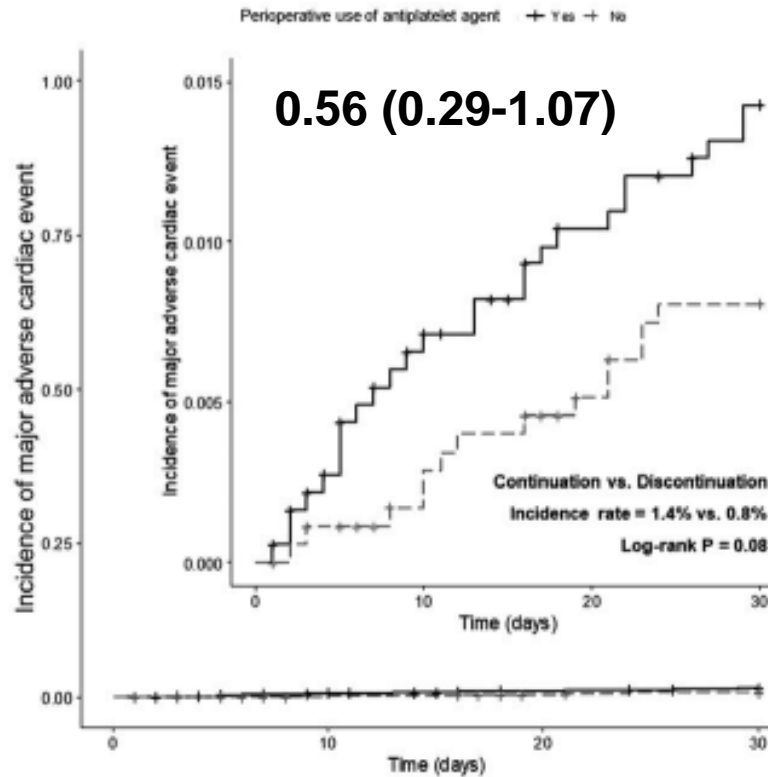 Perioperative use of antiplatelet agent Yes No
0.56 (0.29-1.07)
Incidence of major adverse cardiac event
1.00
0.75
0.50
0.25
0.00
Incidence of major adverse cardiac event
0.015
0.010
0.005
0.000
Continuation vs. Discontinuation
Incidence rate = 1.4% vs. 0.8%
Log-rank P = 0.08
0 10 20 30
Time (days)
0 10 20 30
Time (days)